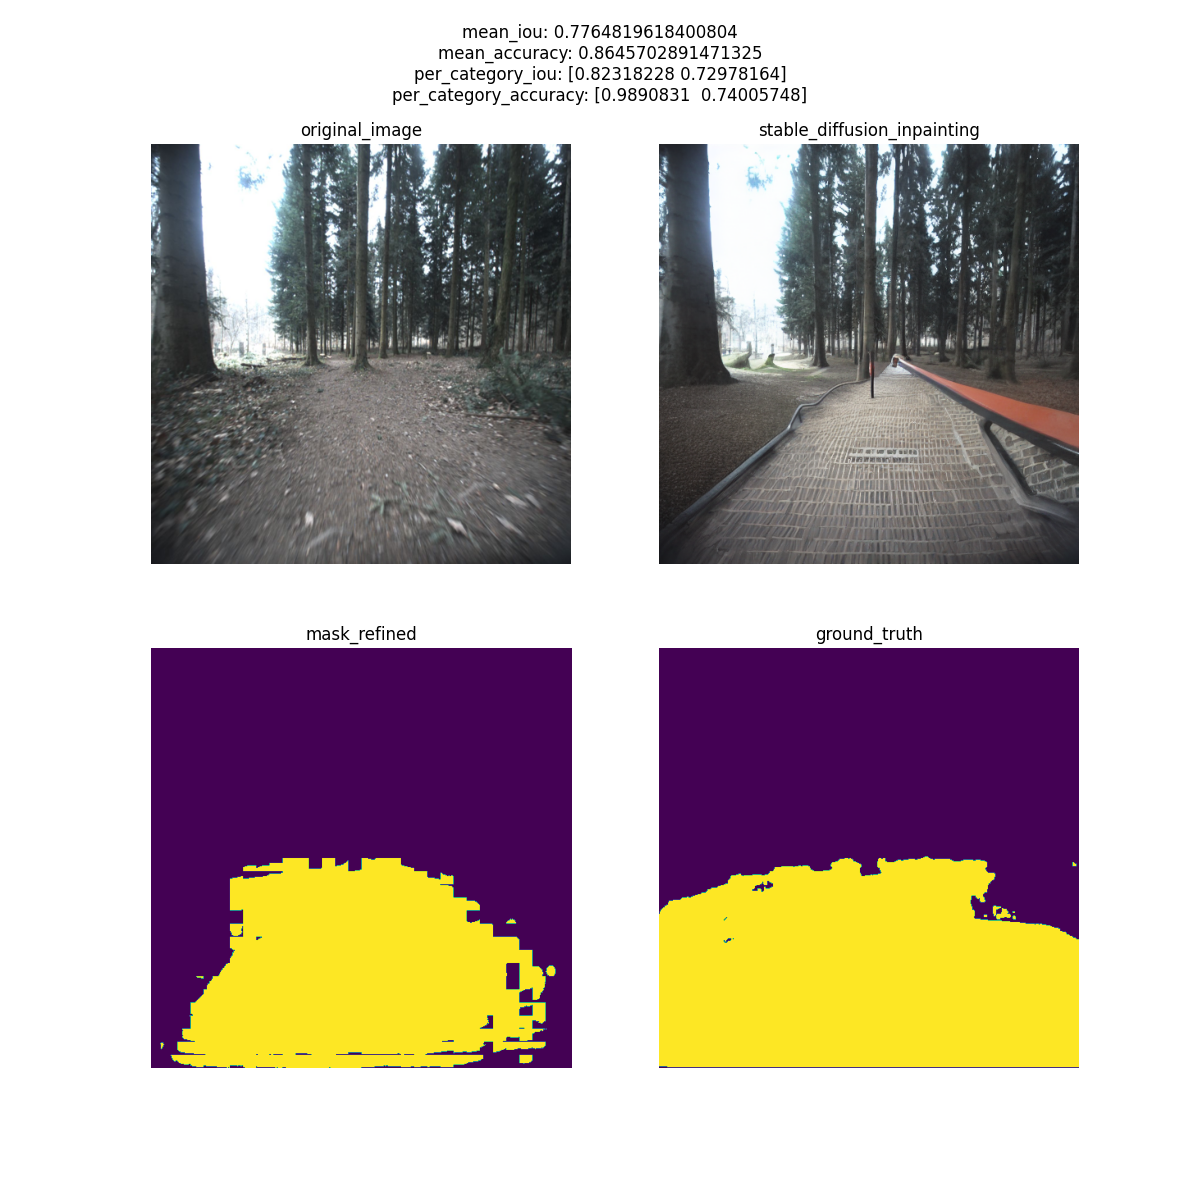 mean_iou: 0.7764819618400804
mean_accuracy: 0.8645702891471325
per_category_iou: [0.82318228 0.72978164]
per_category_accuracy: [0.9890831  0.74005748]
original_image
stable_diffusion_inpainting
mask_refined
ground_truth